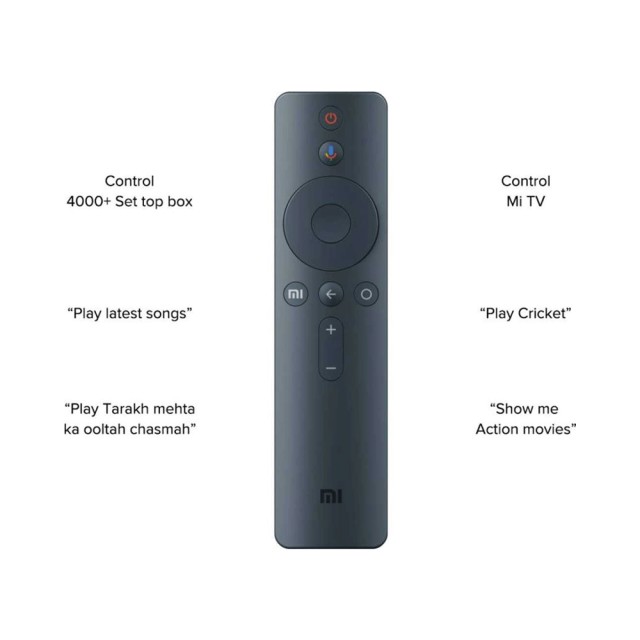 Control
4000+ Set top box
Control
Mi TV
“Play latest songs”
“Play Cricket”
mi
+
−
“Play Tarakh mehta
ka ooltah chasmah”
“Show me
Action movies”
mi